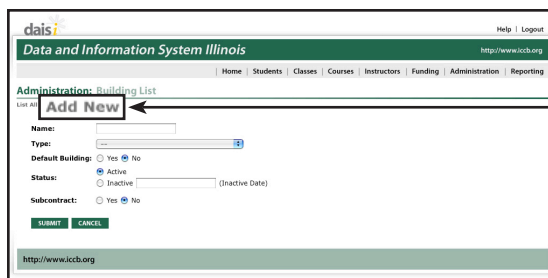 daisi
Help | Logout
Data and Information System Illinois
http://www.iccb.org
| Home | Students | Classes | Courses | Instructors | Funding | Administration | Reporting
Administration: Building List
List All
Add New
Name:
Type: ---
Default Building: Yes No
Status: Active
Inactive (Inactive Date)
Subcontract: Yes No
SUBMIT CANCEL
http://www.iccb.org